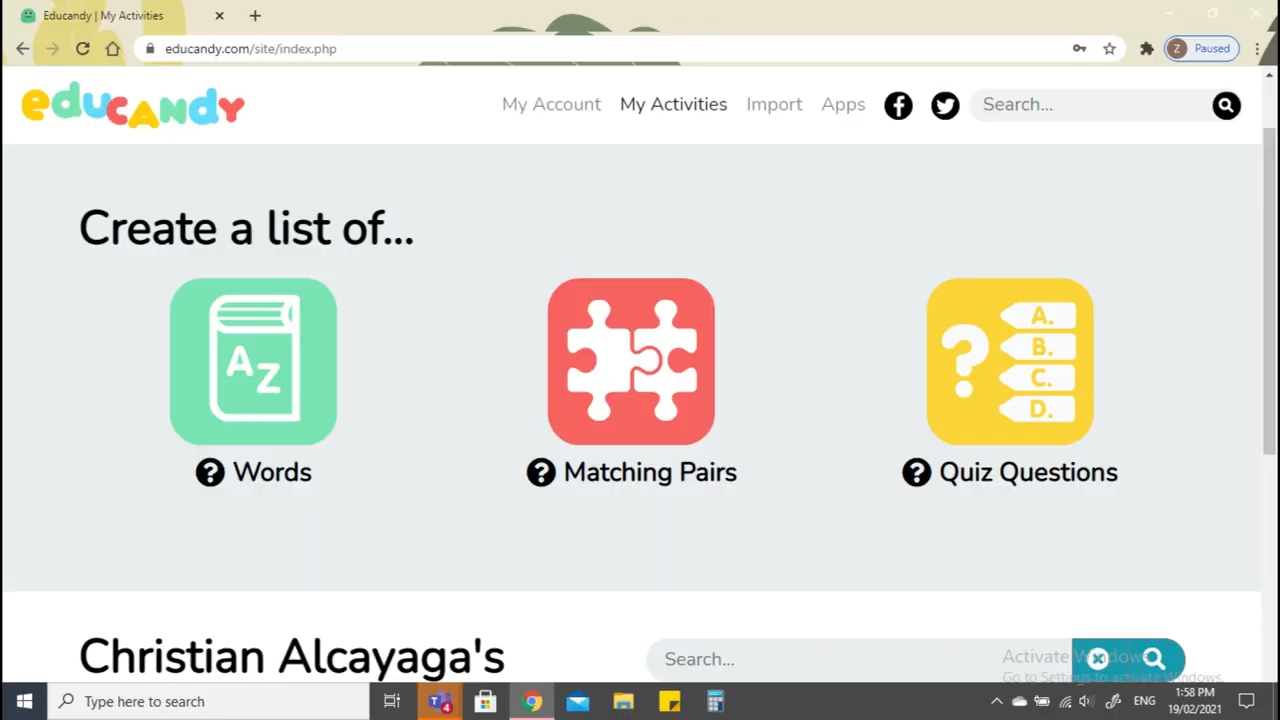 Educandy | My Activities
educandy.com/site/index.php
Z Paused
educandy
My Account My Activities Import Apps Search...
Create a list of...
A Z
A.
B.
C.
D.
? Words
? Matching Pairs
? Quiz Questions
Christian Alcayaga's
Search...
Activate Windows
Go to Settings to activate Windows.
Type here to search
4
ENG
1:58 PM
19/02/2021